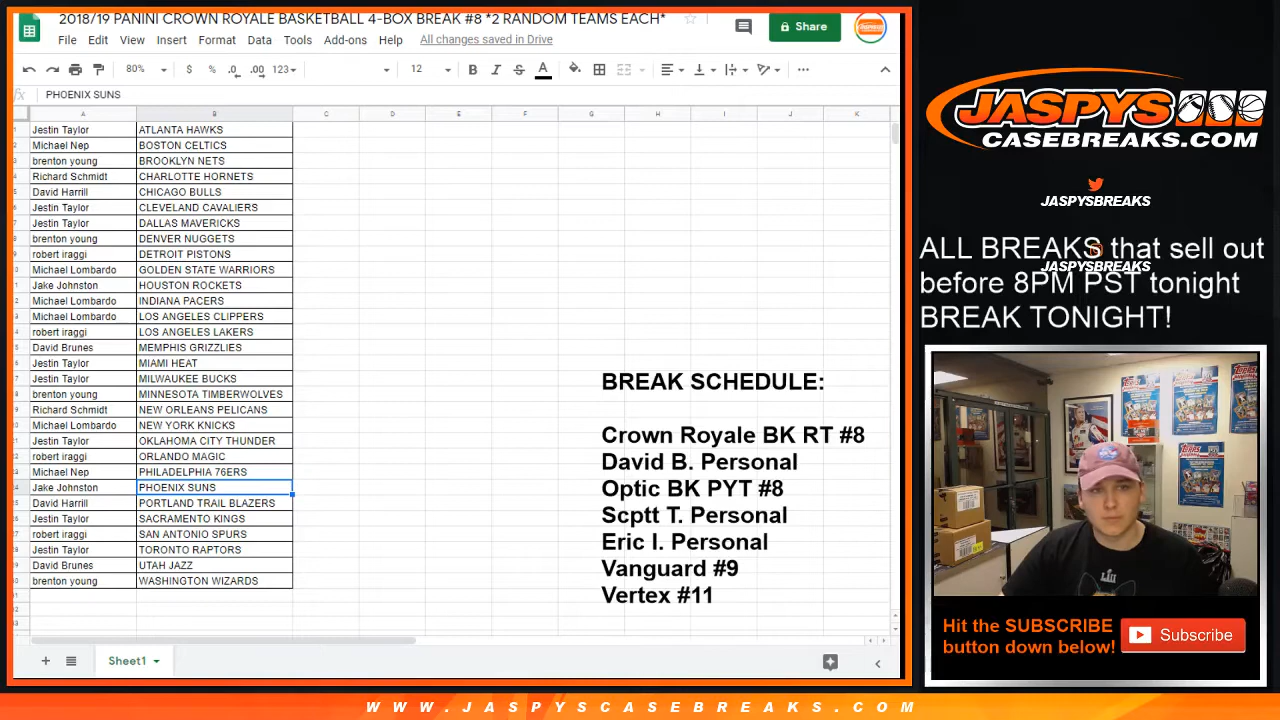 2018/19 PANINI CROWN ROYALE BASKETBALL 4-BOX BREAK #8 *2 RANDOM TEAMS EACH*
File Edit View Insert Format Data Tools Add-ons Help All changes saved in Drive
Share
80% $ % .0 .00 123 12 B I S A
fx PHOENIX SUNS
A B C D E F G H I J K
Jestin Taylor ATLANTA HAWKS
Michael Nep BOSTON CELTICS
brenton young BROOKLYN NETS
Richard Schmidt CHARLOTTE HORNETS
David Harrill CHICAGO BULLS
Jestin Taylor CLEVELAND CAVALIERS
Jestin Taylor DALLAS MAVERICKS
brenton young DENVER NUGGETS
robert iraggi DETROIT PISTONS
Michael Lombardo GOLDEN STATE WARRIORS
Jake Johnston HOUSTON ROCKETS
Michael Lombardo INDIANA PACERS
Michael Lombardo LOS ANGELES CLIPPERS
robert iraggi LOS ANGELES LAKERS
David Brunes MEMPHIS GRIZZLIES
Jestin Taylor MIAMI HEAT
Jestin Taylor MILWAUKEE BUCKS
brenton young MINNESOTA TIMBERWOLVES
Richard Schmidt NEW ORLEANS PELICANS
Michael Lombardo NEW YORK KNICKS
Jestin Taylor OKLAHOMA CITY THUNDER
robert iraggi ORLANDO MAGIC
Michael Nep PHILADELPHIA 76ERS
Jake Johnston PHOENIX SUNS
David Harrill PORTLAND TRAIL BLAZERS
Jestin Taylor SACRAMENTO KINGS
robert iraggi SAN ANTONIO SPURS
Jestin Taylor TORONTO RAPTORS
David Brunes UTAH JAZZ
brenton young WASHINGTON WIZARDS
BREAK SCHEDULE:
Crown Royale BK RT #8
David B. Personal
Optic BK PYT #8
Scptt T. Personal
Eric I. Personal
Vanguard #9
Vertex #11
Sheet1
JASPYS
CASEBREAKS.COM
JASPYSBREAKS
ALL BREAKS that sell out
JASPYSBREAKS
before 8PM PST tonight
BREAK TONIGHT!
Topps
LII
Hit the SUBSCRIBE
button down below!
Subscribe
WWW.JASPYSCASEBREAKS.COM